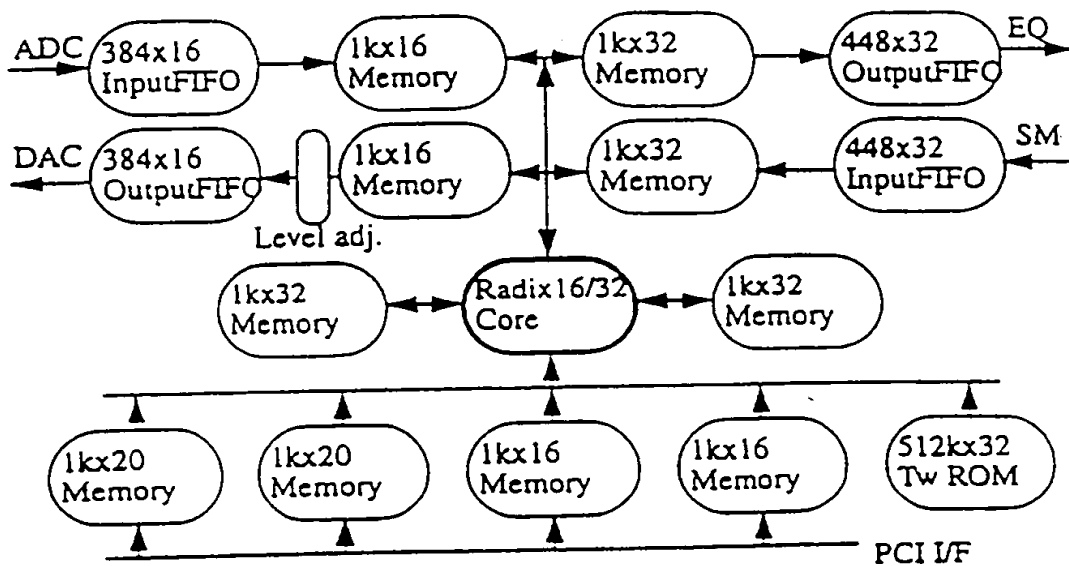 ADC
384x16
InputFIFO
1kx16
Memory
1kx32
Memory
448x32
OutputFIFO
EQ
DAC
384x16
OutputFIFO
1kx16
Memory
1kx32
Memory
448x32
InputFIFO
SM
Level adj.
1kx32
Memory
Radix16/32
Core
1kx32
Memory
1kx20
Memory
1kx20
Memory
1kx16
Memory
1kx16
Memory
512kx32
Tw ROM
PCI I/F